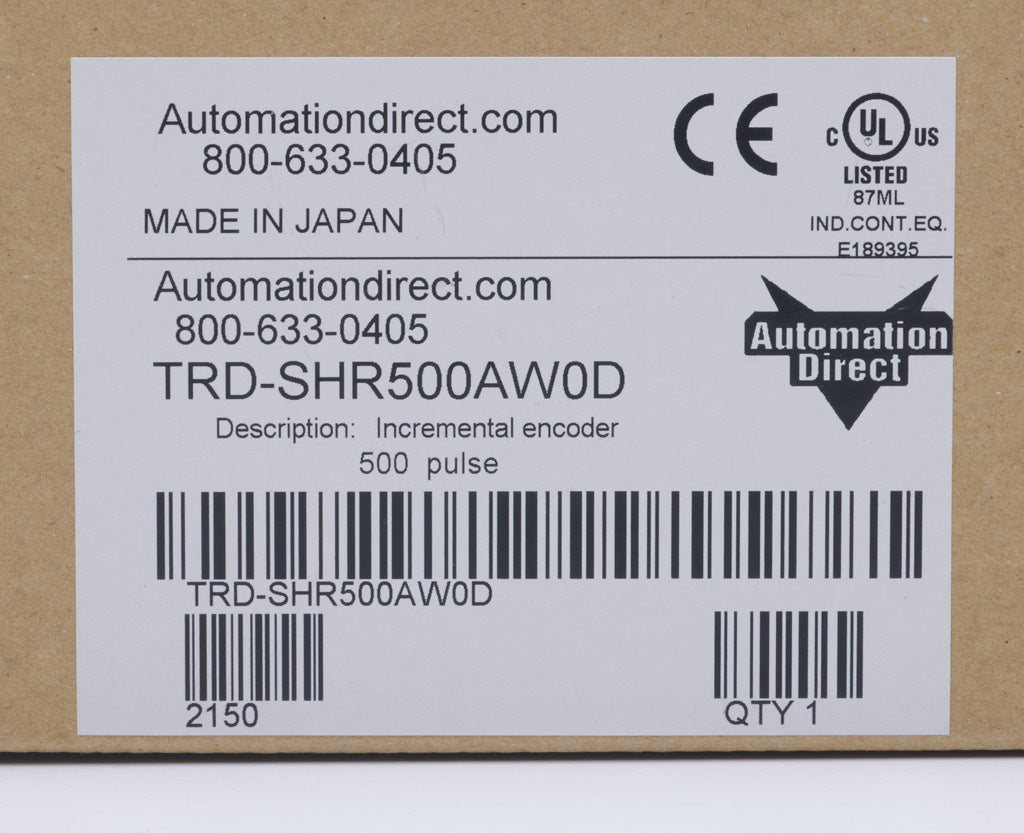 Automationdirect.com
800-633-0405
MADE IN JAPAN
CE
C UL US
LISTED
87ML
IND.CONT.EQ.
E189395
Automationdirect.com
800-633-0405
TRD-SHR500AW0D
Description: Incremental encoder
500 pulse
Automation
Direct
TRD-SHR500AW0D
2150
QTY 1